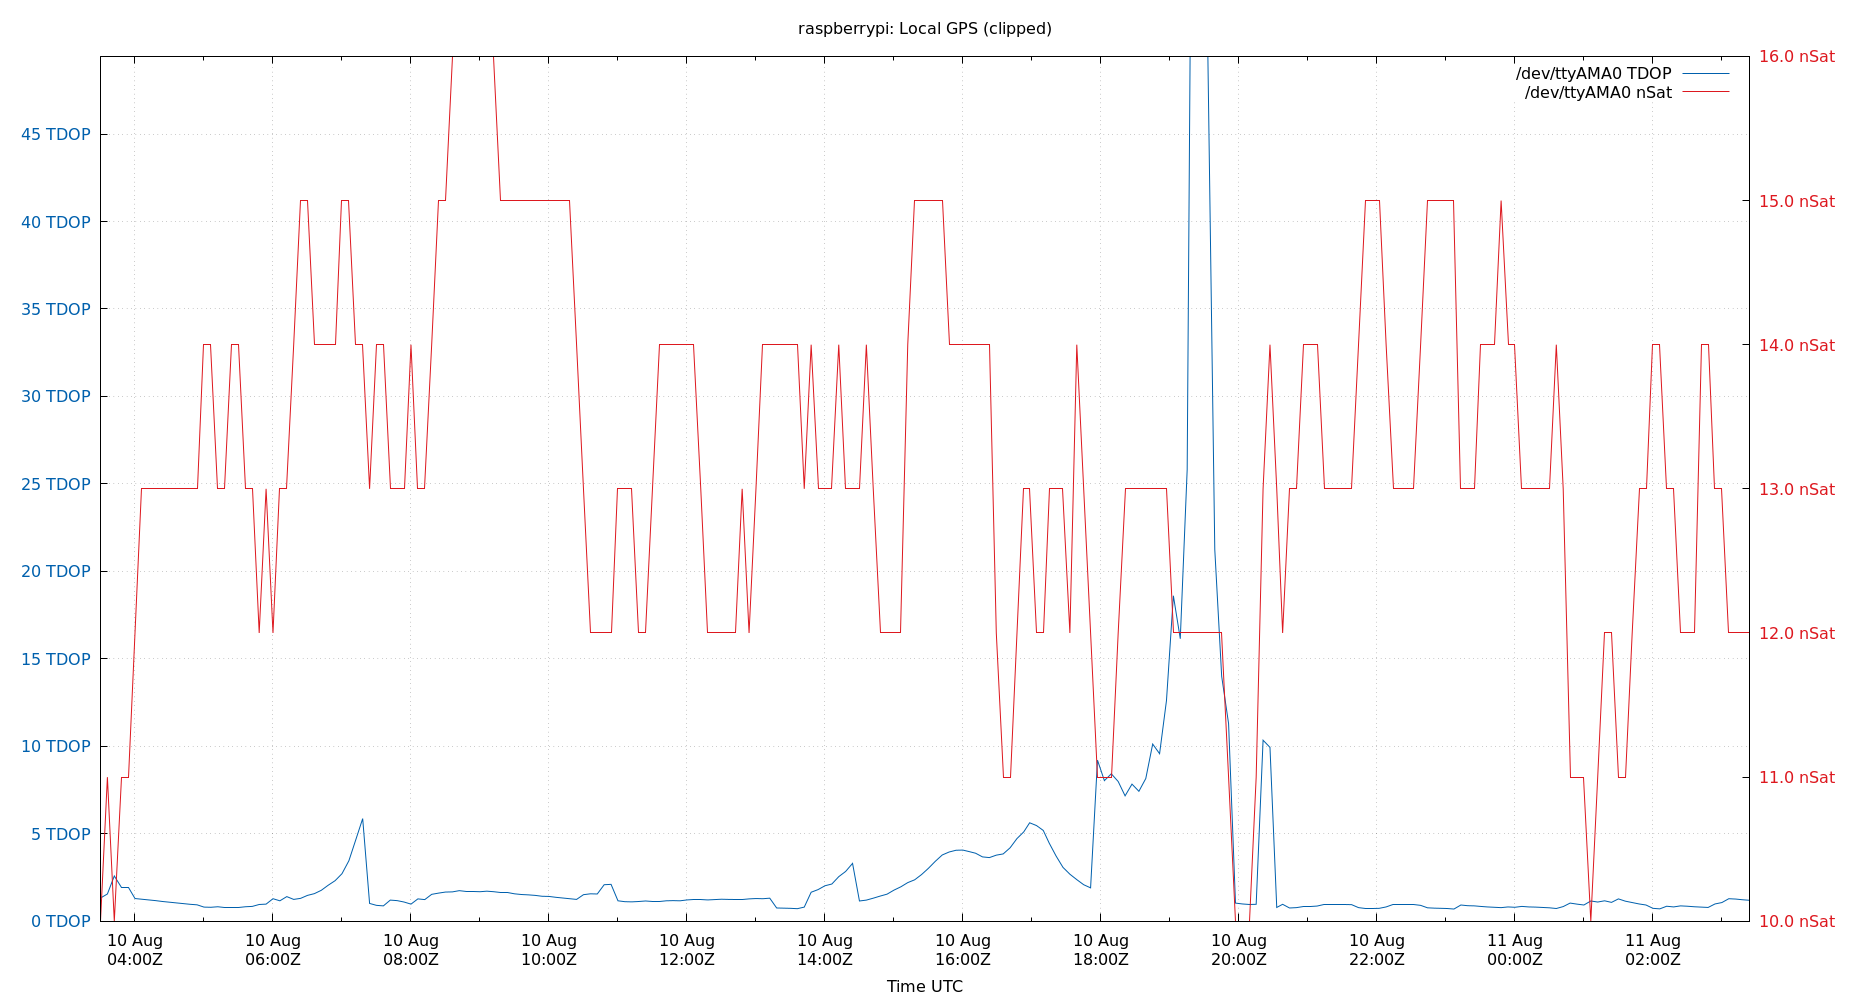 raspberrypi: Local GPS (clipped)
16.0 nSat
/dev/ttyAMA0 TDOP
/dev/ttyAMA0 nSat
45 TDOP
15.0 nSat
40 TDOP
35 TDOP
14.0 nSat
30 TDOP
25 TDOP
13.0 nSat
20 TDOP
12.0 nSat
15 TDOP
10 TDOP
11.0 nSat
5 TDOP
0 TDOP
10.0 nSat
10 Aug 10 Aug 10 Aug 10 Aug 10 Aug 10 Aug 10 Aug 10 Aug 10 Aug 10 Aug 11 Aug 11 Aug
04:00Z 06:00Z 08:00Z 10:00Z 12:00Z 14:00Z 16:00Z 18:00Z 20:00Z 22:00Z 00:00Z 02:00Z
Time UTC